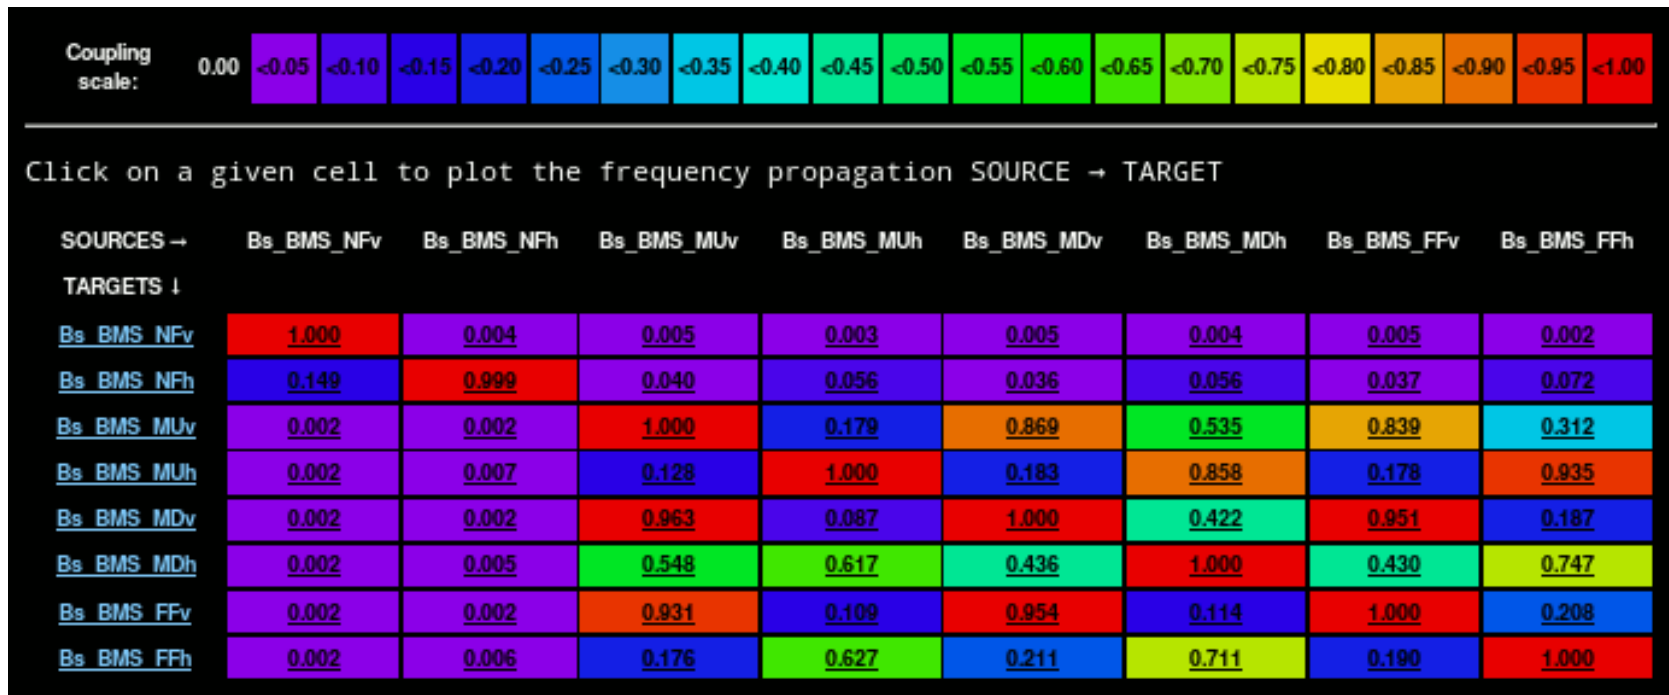 Coupling scale: 0.00 <0.05 <0.10 <0.15 <0.20 <0.25 <0.30 <0.35 <0.40 <0.45 <0.50 <0.55 <0.60 <0.65 <0.70 <0.75 <0.80 <0.85 <0.90 <0.95 <1.00
Click on a given cell to plot the frequency propagation SOURCE → TARGET
SOURCES → Bs_BMS_NFv Bs_BMS_NFh Bs_BMS_MUv Bs_BMS_MUh Bs_BMS_MDv Bs_BMS_MDh Bs_BMS_FFv Bs_BMS_FFh
TARGETS ↓
Bs_BMS_NFv 1.000 0.004 0.005 0.003 0.005 0.004 0.005 0.002
Bs_BMS_NFh 0.149 0.999 0.040 0.056 0.036 0.056 0.037 0.072
Bs_BMS_MUv 0.002 0.002 1.000 0.179 0.869 0.535 0.839 0.312
Bs_BMS_MUh 0.002 0.007 0.128 1.000 0.183 0.858 0.178 0.935
Bs_BMS_MDv 0.002 0.002 0.963 0.087 1.000 0.422 0.951 0.187
Bs_BMS_MDh 0.002 0.005 0.548 0.617 0.436 1.000 0.430 0.747
Bs_BMS_FFv 0.002 0.002 0.931 0.109 0.954 0.114 1.000 0.208
Bs_BMS_FFh 0.002 0.006 0.176 0.627 0.211 0.711 0.190 1.000